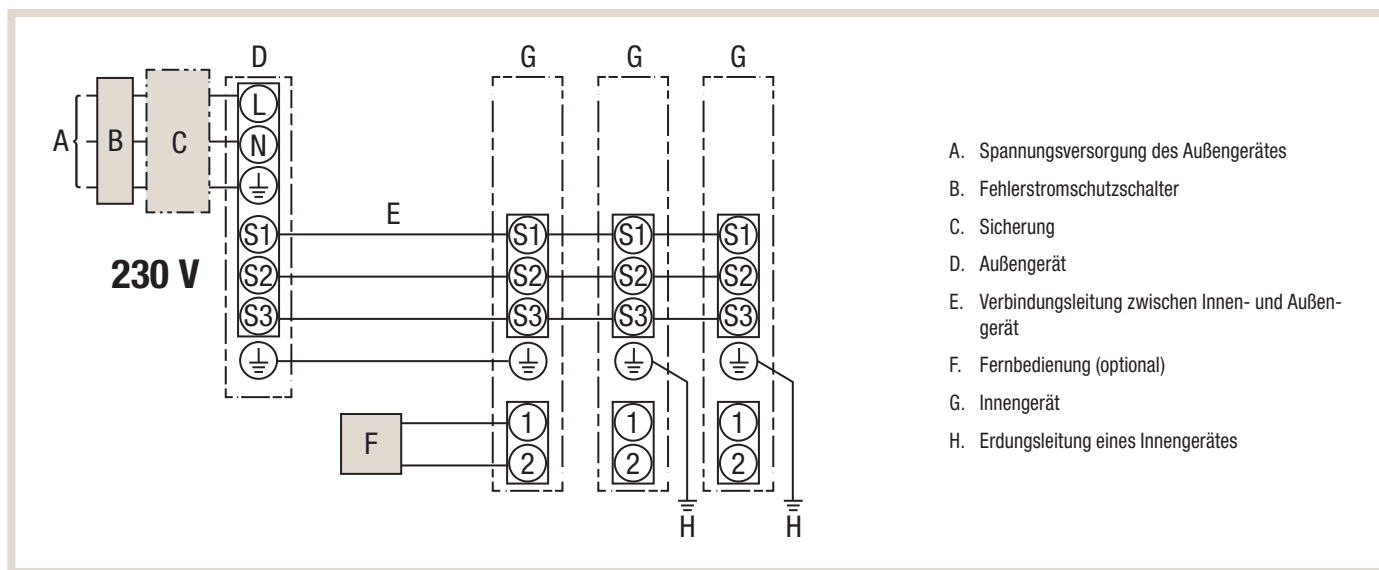 D
G
G
G
A
B
C
L
N
S1
S2
S3
230 V
E
S1
S2
S3
S1
S2
S3
S1
S2
S3
F
1
2
1
2
1
2
H
H
A. Spannungsversorgung des Außengerätes
B. Fehlerstromschutzschalter
C. Sicherung
D. Außengerät
E. Verbindungsleitung zwischen Innen- und Außen-
gerät
F. Fernbedienung (optional)
G. Innengerät
H. Erdungsleitung eines Innengerätes